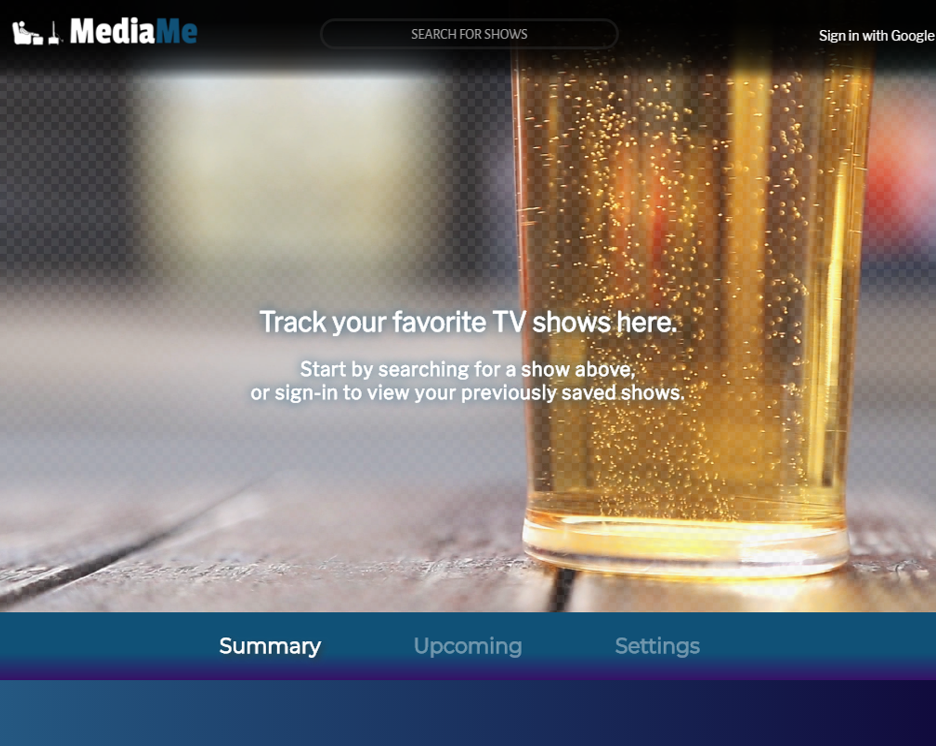 MediaMe
SEARCH FOR SHOWS
Sign in with Google
Track your favorite TV shows here.
Start by searching for a show above,
or sign-in to view your previously saved shows.
Summary
Upcoming
Settings